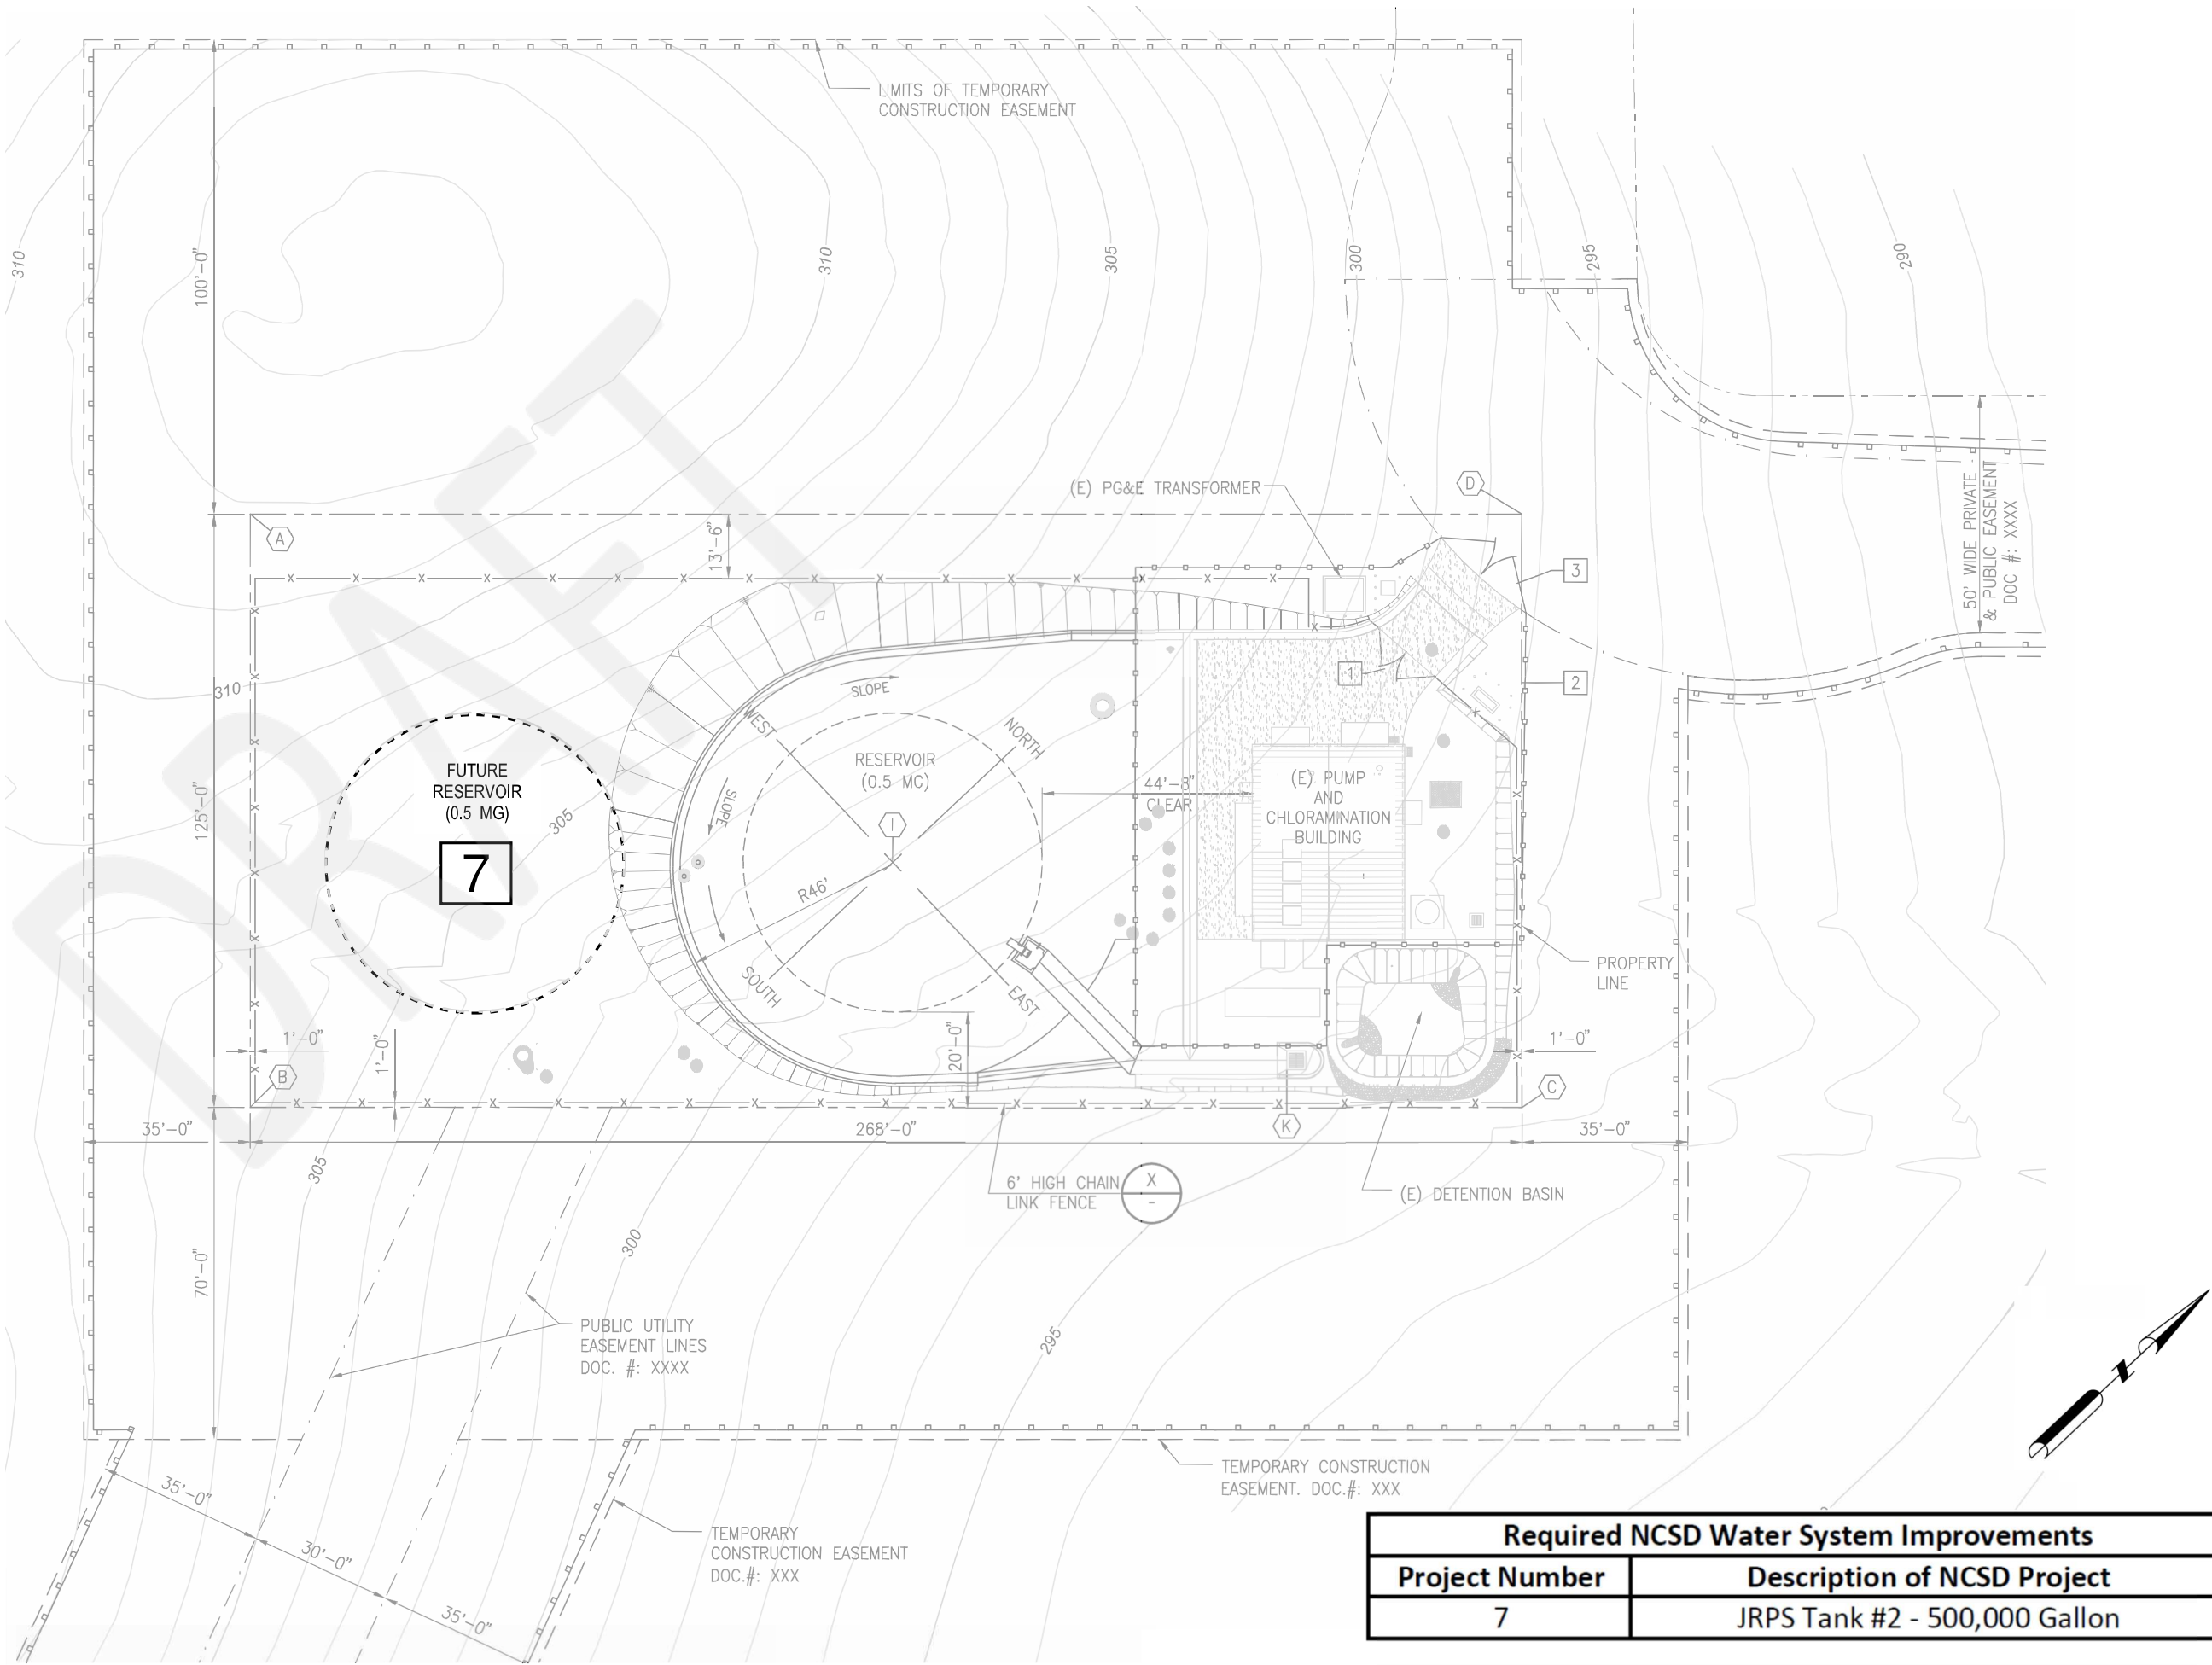 LIMITS OF TEMPORARY
CONSTRUCTION EASEMENT
310
310
305
300
295
290
100'-0"
(E) PG&E TRANSFORMER
D
A
13'-6"
3
50' WIDE PRIVATE
& PUBLIC EASEMENT
DOC #: XXXX
310
SLOPE
1
2
WEST
NORTH
RESERVOIR
(0.5 MG)
FUTURE
RESERVOIR
(0.5 MG)
7
305
125'-0"
SLOPE
I
44'-8"
CLEAR
(E) PUMP
AND
CHLORAMINATION
BUILDING
R46'
SOUTH
EAST
PROPERTY
LINE
1'-0"
1'-0"
20'-0"
1'-0"
B
C
K
35'-0"
268'-0"
35'-0"
305
6' HIGH CHAIN
LINK FENCE
X
-
(E) DETENTION BASIN
300
70'-0"
PUBLIC UTILITY
EASEMENT LINES
DOC. #: XXXX
295
Z
TEMPORARY CONSTRUCTION
EASEMENT. DOC.#: XXX
35'-0"
30'-0"
35'-0"
TEMPORARY
CONSTRUCTION EASEMENT
DOC.#: XXX
DRAFT
Required NCSD Water System Improvements
Project Number Description of NCSD Project
7 JRPS Tank #2 - 500,000 Gallon